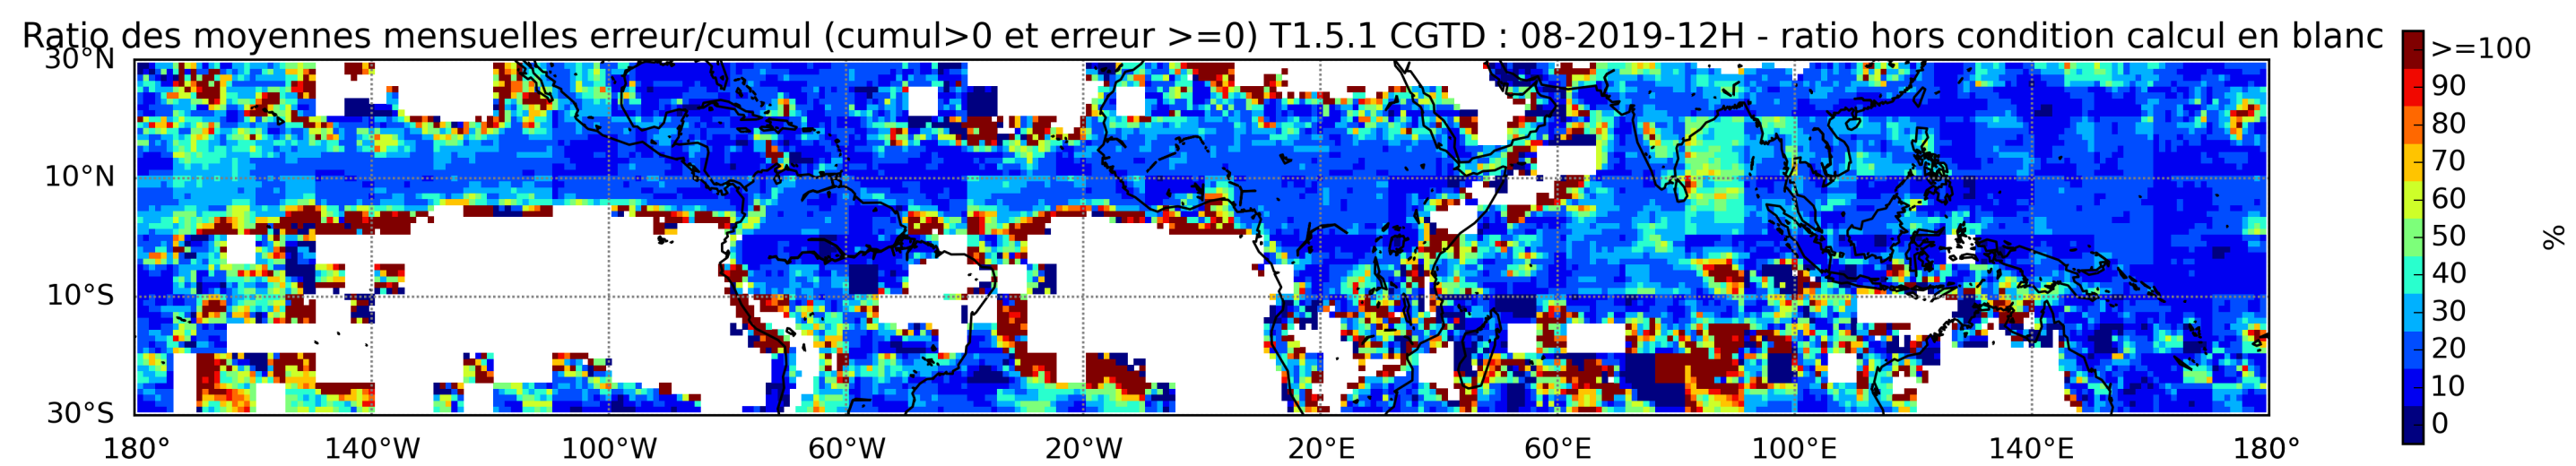 Ratio des moyennes mensuelles erreur/cumul (cumul>0 et erreur >=0) T1.5.1 CGTD : 08-2019-12H - ratio hors condition calcul en blanc
30°N
10°N
10°S
30°S
180° 140°W 100°W 60°W 20°W 20°E 60°E 100°E 140°E 180°
>=100
90
80
70
60
50
40
30
20
10
0
%